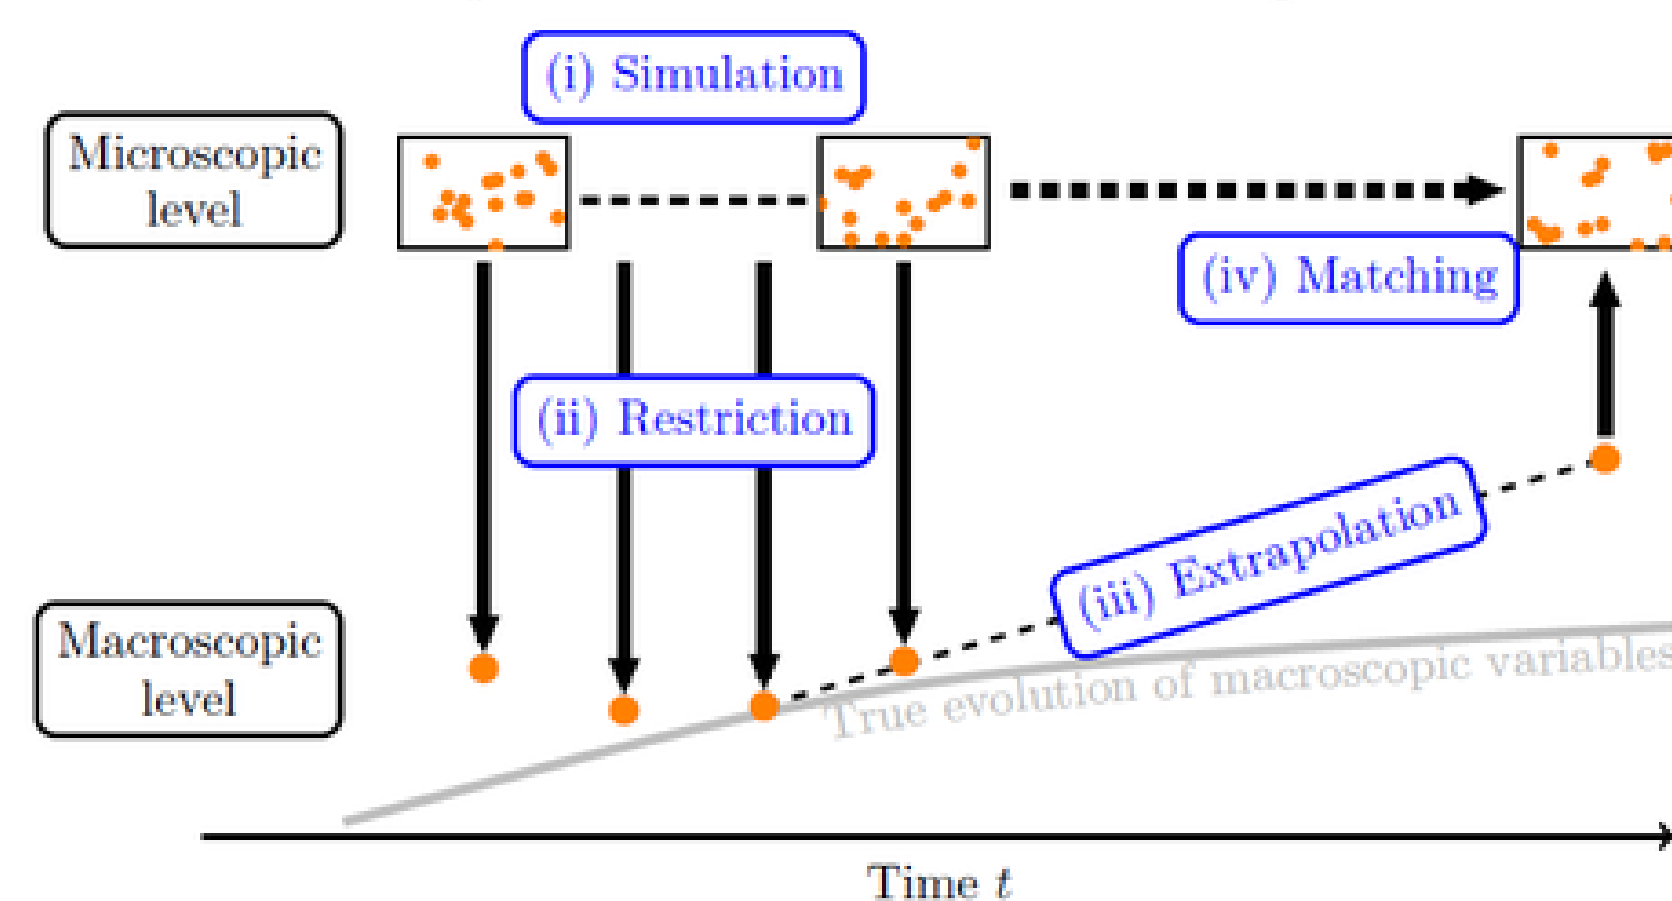 (i) Simulation
Microscopic
level
(iv) Matching
(ii) Restriction
(iii) Extrapolation
Macroscopic
level
True evolution of macroscopic variables
Time t